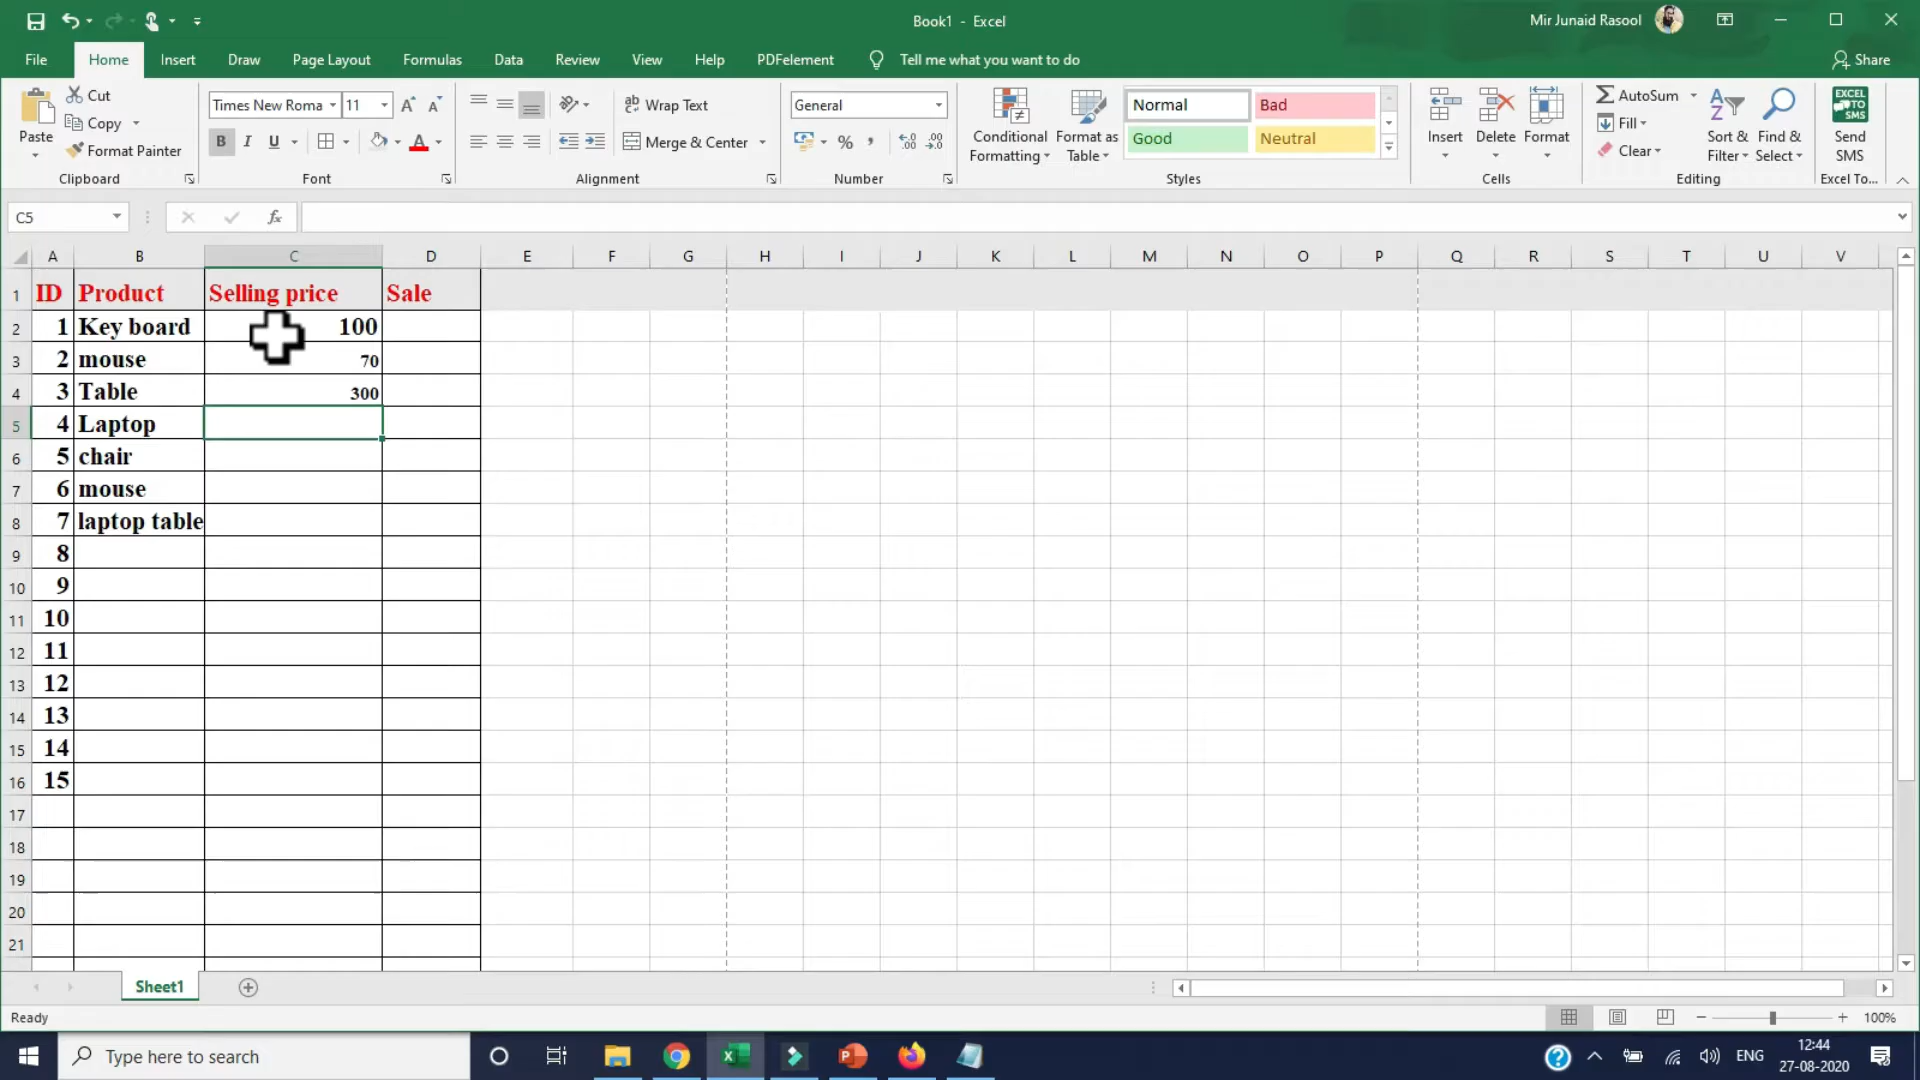 Book1 - Excel
Mir Junaid Rasool
File Home Insert Draw Page Layout Formulas Data Review View Help PDFelement Tell me what you want to do Share
Paste
Cut
Copy
Format Painter
Clipboard
Times New Roma 11
B I U
Font
Wrap Text
Merge & Center
Alignment
General
%
Number
Conditional Formatting
Format as Table
Normal Bad
Good Neutral
Styles
Insert Delete Format
Cells
AutoSum
Fill
Clear
Sort & Filter
Find & Select
Editing
EXCEL TO SMS
Send SMS
Excel To...
C5 fx
A B C D E F G H I J K L M N O P Q R S T U V
1 ID Product Selling price Sale
2 1 Key board 100
3 2 mouse 70
4 3 Table 300
5 4 Laptop
6 5 chair
7 6 mouse
8 7 laptop table
9 8
10 9
11 10
12 11
13 12
14 13
15 14
16 15
17
18
19
20
21
Sheet1
Ready 100%
Type here to search
ENG
12:44
27-08-2020